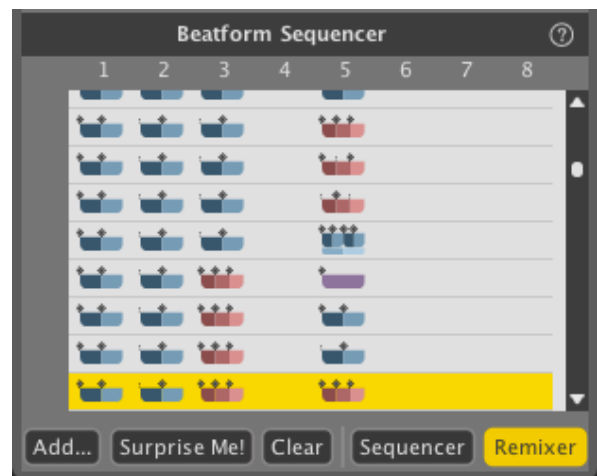 Beatform Sequencer ?
1 2 3 4 5 6 7 8
Add... Surprise Me! Clear Sequencer Remixer